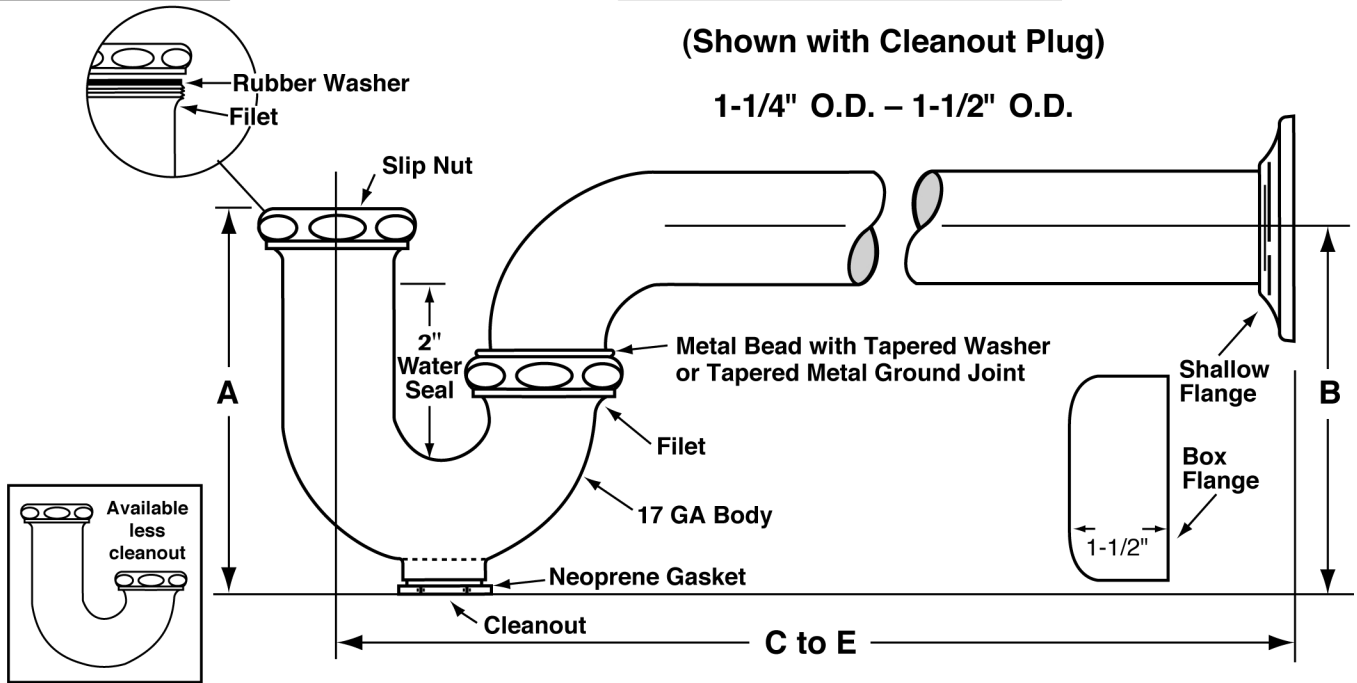 (Shown with Cleanout Plug)
1-1/4" O.D. – 1-1/2" O.D.
Rubber Washer
Filet
Slip Nut
2"
Water
Seal
A
Metal Bead with Tapered Washer
or Tapered Metal Ground Joint
Shallow
Flange
B
Filet
Box
Flange
1-1/2"
17 GA Body
Available
less
cleanout
Neoprene Gasket
Cleanout
C to E